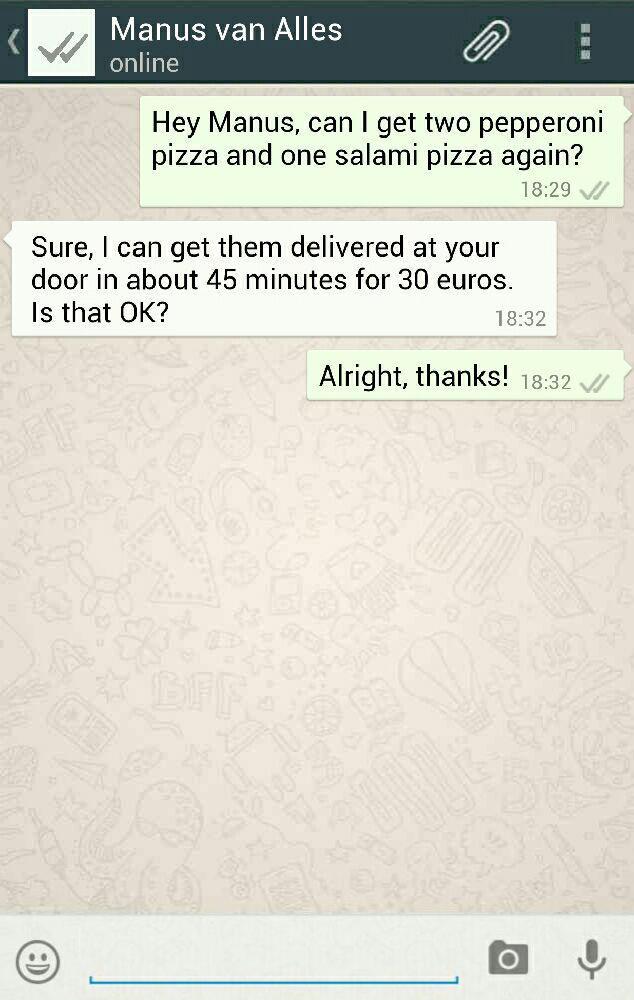 Manus van Alles
online
Hey Manus, can I get two pepperoni
pizza and one salami pizza again?
18:29
Sure, I can get them delivered at your
door in about 45 minutes for 30 euros.
Is that OK?
18:32
Alright, thanks! 18:32
BFF